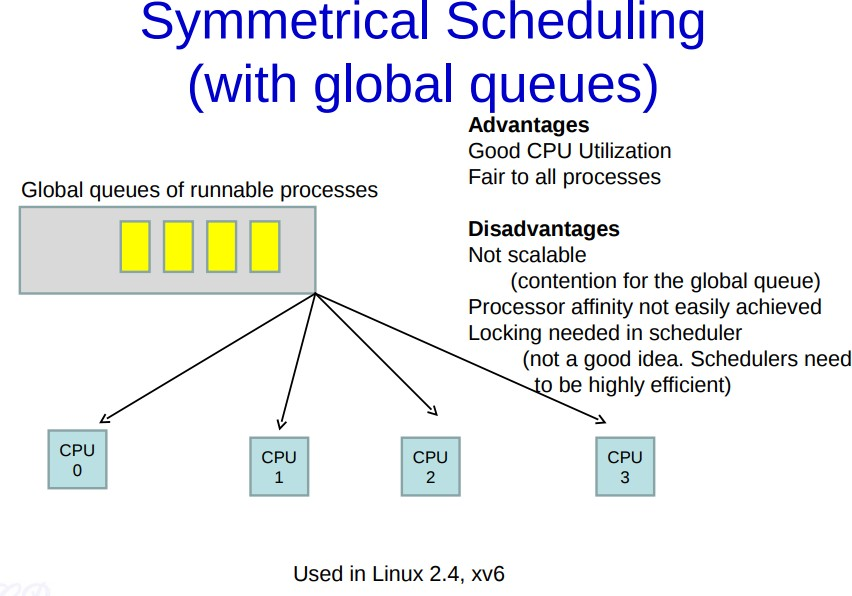 Symmetrical Scheduling
(with global queues)
Advantages
Good CPU Utilization
Fair to all processes
Global queues of runnable processes
Disadvantages
Not scalable
(contention for the global queue)
Processor affinity not easily achieved
Locking needed in scheduler
(not a good idea. Schedulers need
to be highly efficient)
CPU
0
CPU
1
CPU
2
CPU
3
Used in Linux 2.4, xv6